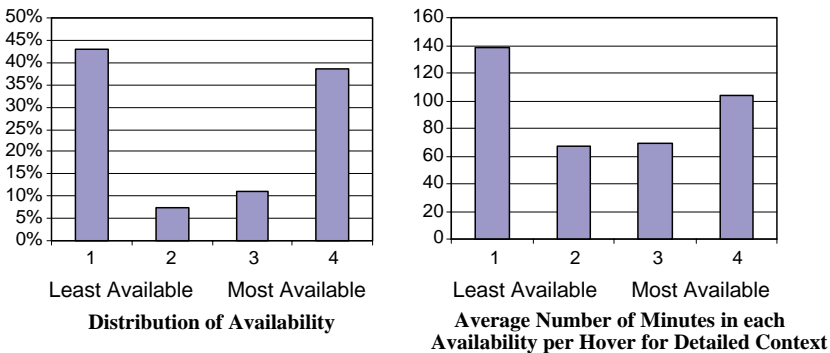 50%
45%
40%
35%
30%
25%
20%
15%
10%
5%
0%
1 2 3 4
Least Available Most Available
Distribution of Availability
160
140
120
100
80
60
40
20
0
1 2 3 4
Least Available Most Available
Average Number of Minutes in each
Availability per Hover for Detailed Context